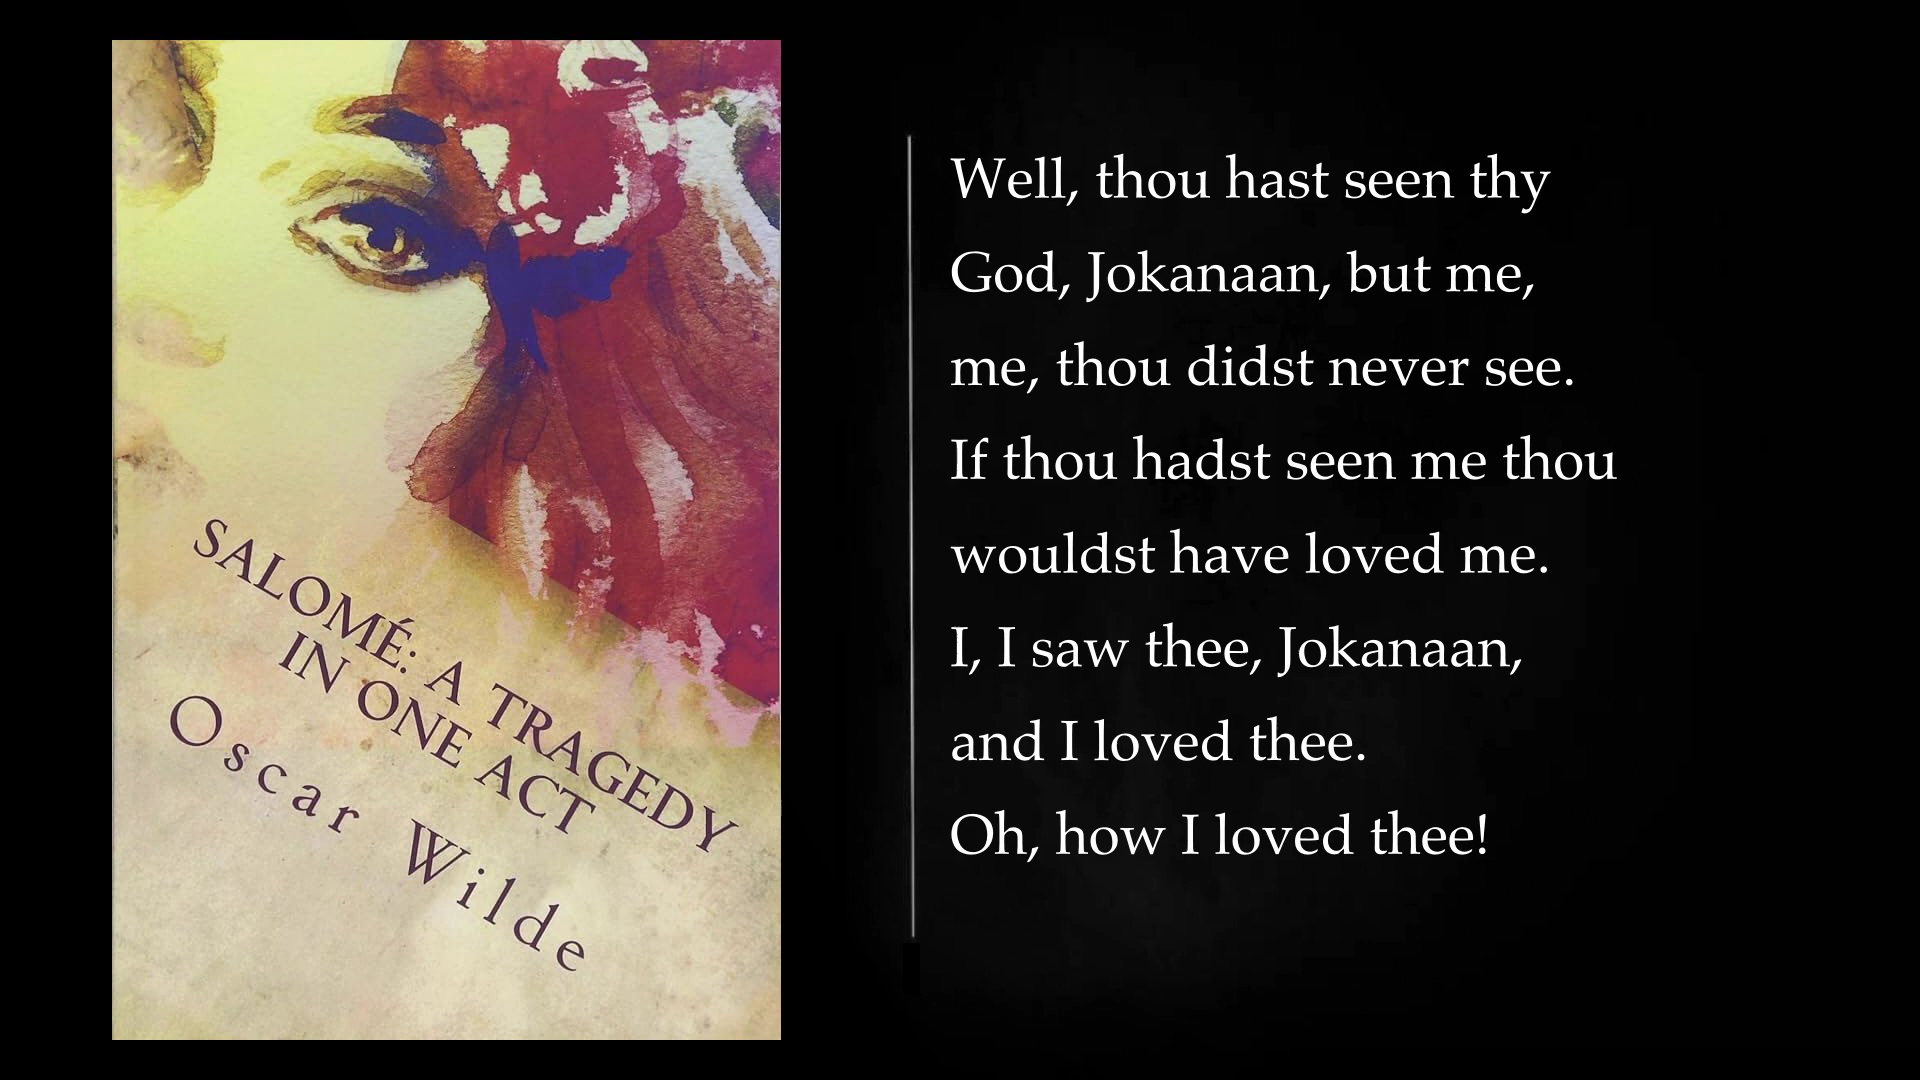 SALOMÉ: A TRAGEDY
IN ONE ACT
Oscar Wilde
Well, thou hast seen thy
God, Jokanaan, but me,
me, thou didst never see.
If thou hadst seen me thou
wouldst have loved me.
I, I saw thee, Jokanaan,
and I loved thee.
Oh, how I loved thee!